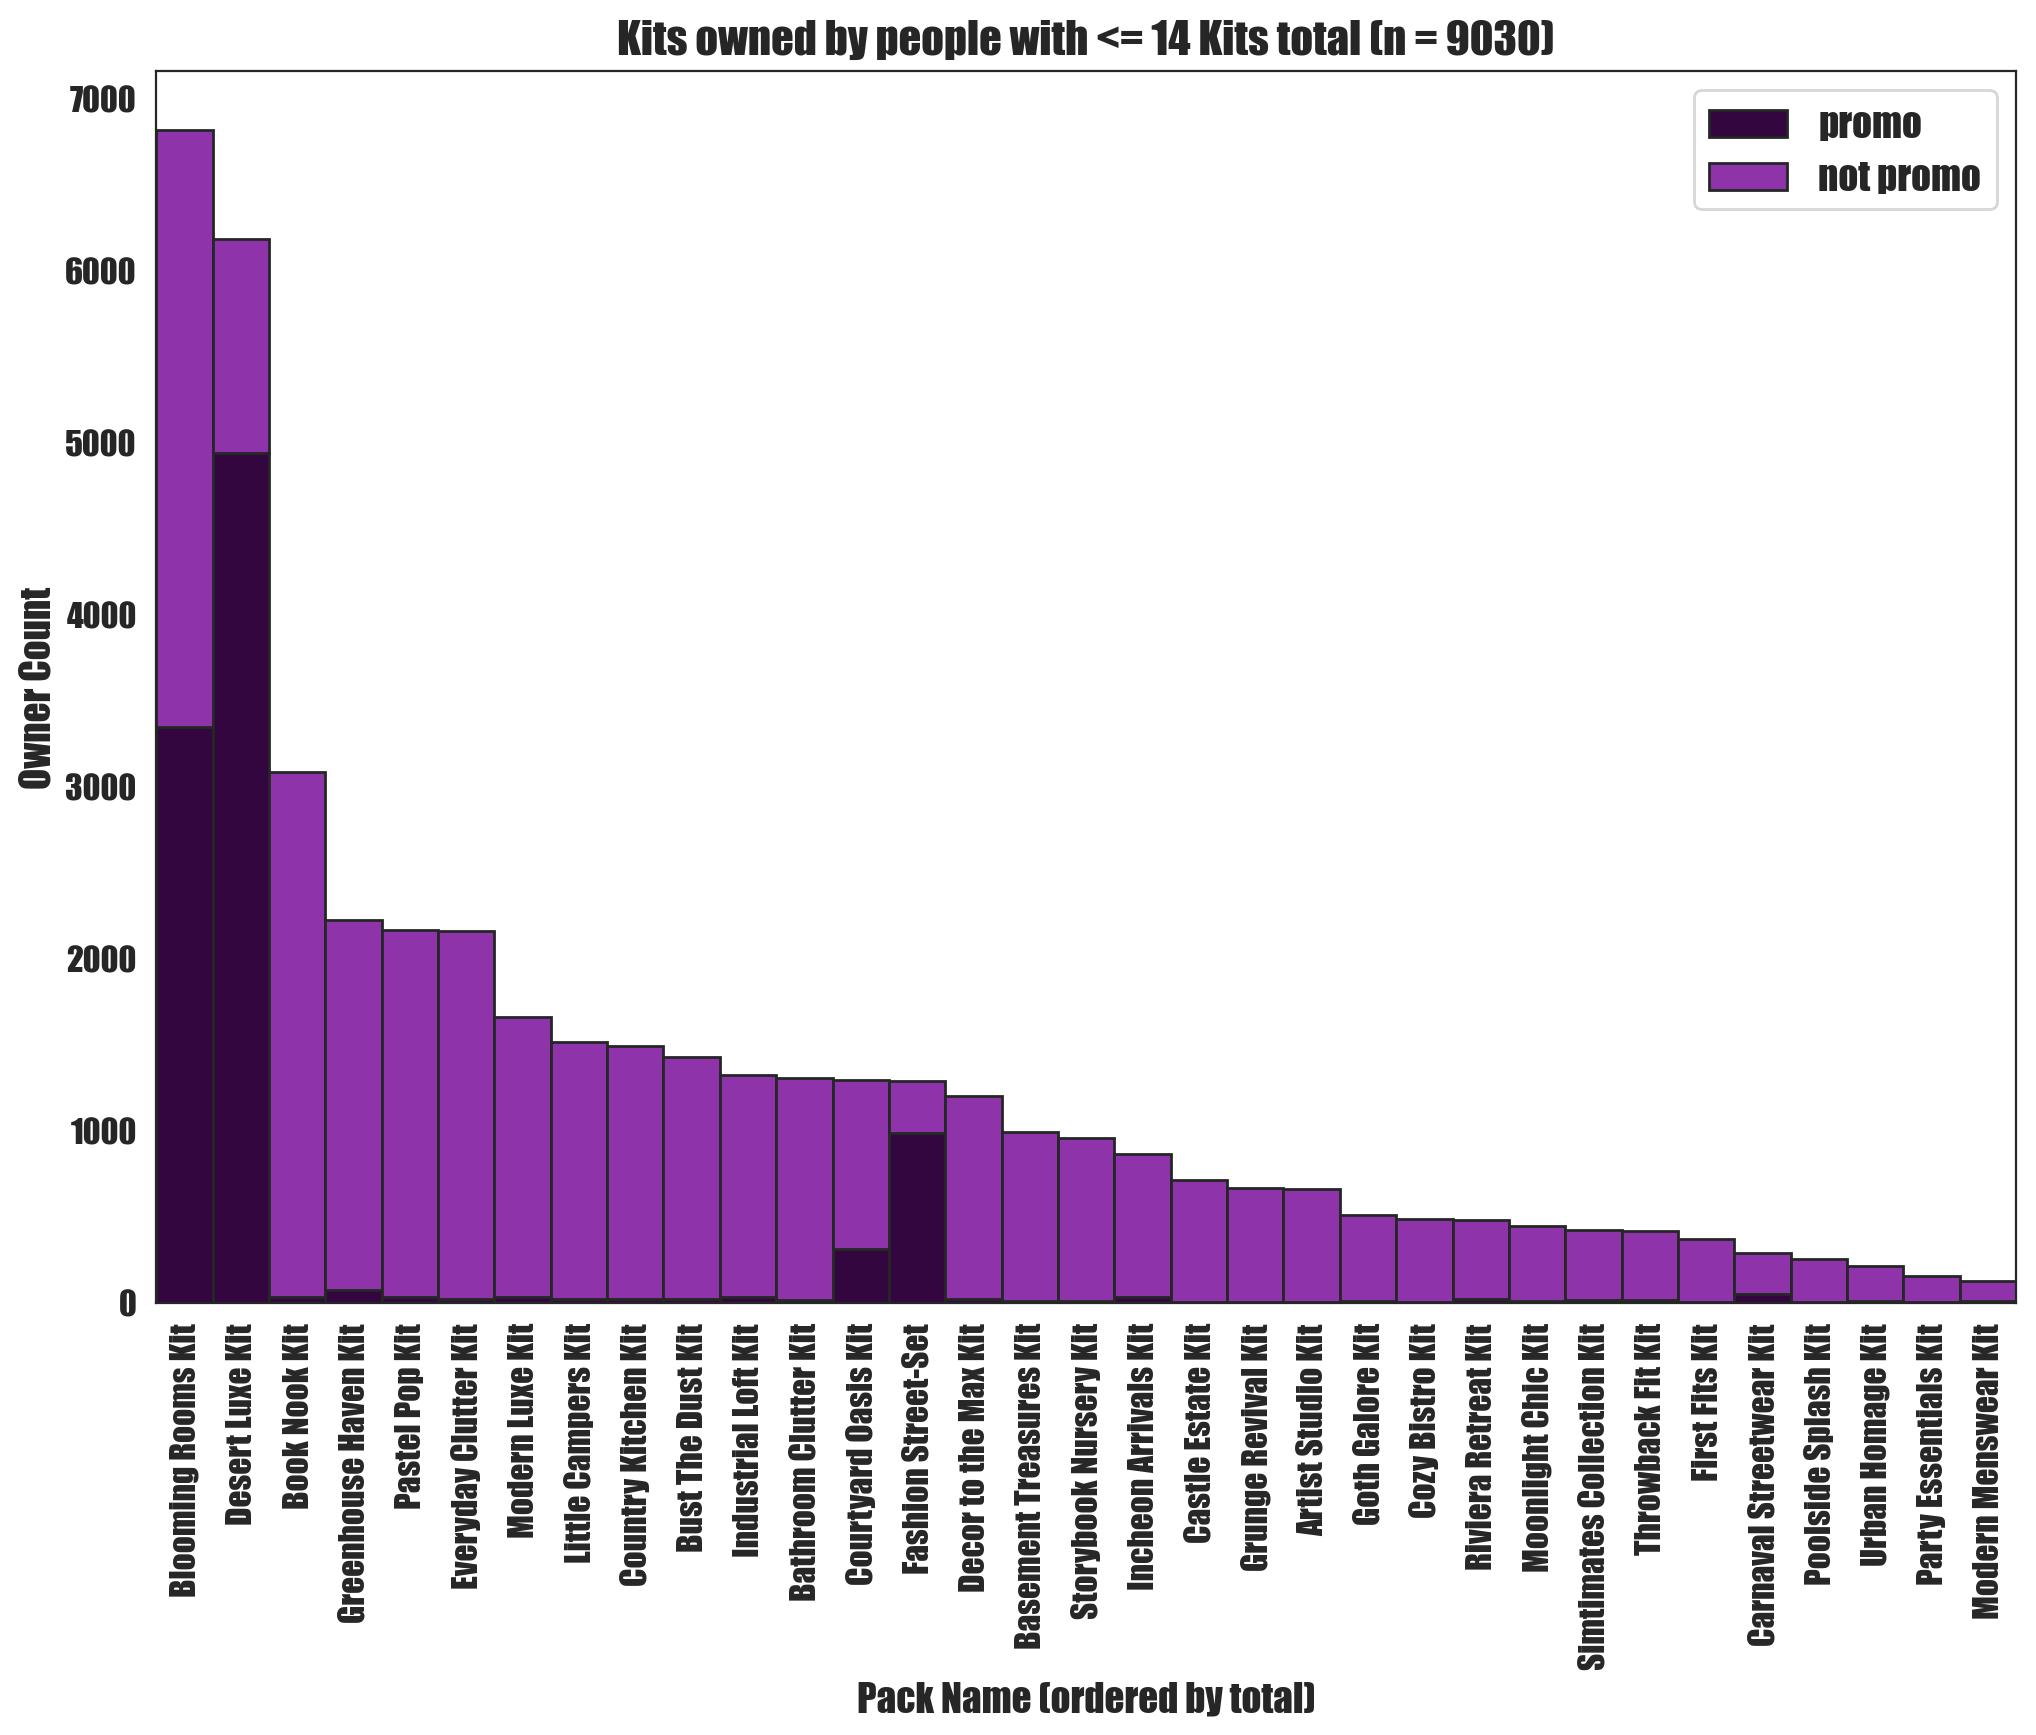 Kits owned by people with <= 14 Kits total (n = 9030)
promo
not promo
Owner Count
7000
6000
5000
4000
3000
2000
1000
0
Blooming Rooms Kit
Desert Luxe Kit
Book Nook Kit
Greenhouse Haven Kit
Pastel Pop Kit
Everyday Clutter Kit
Modern Luxe Kit
Little Campers Kit
Country Kitchen Kit
Bust The Dust Kit
Industrial Loft Kit
Bathroom Clutter Kit
Courtyard Oasis Kit
Fashion Street-Set
Decor to the Max Kit
Basement Treasures Kit
Storybook Nursery Kit
Incheon Arrivals Kit
Castle Estate Kit
Grunge Revival Kit
Artist Studio Kit
Goth Galore Kit
Cozy Bistro Kit
Riviera Retreat Kit
Moonlight Chic Kit
Simtimates Collection Kit
Throwback Fit Kit
First Fits Kit
Carnaval Streetwear Kit
Poolside Splash Kit
Urban Homage Kit
Party Essentials Kit
Modern Menswear Kit
Pack Name (ordered by total)